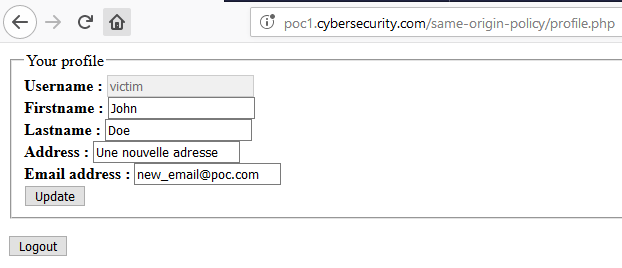 poc1.cybersecurity.com/same-origin-policy/profile.php
Your profile
Username : victim
Firstname : John
Lastname : Doe
Address : Une nouvelle adresse
Email address : new_email@poc.com
Update
Logout